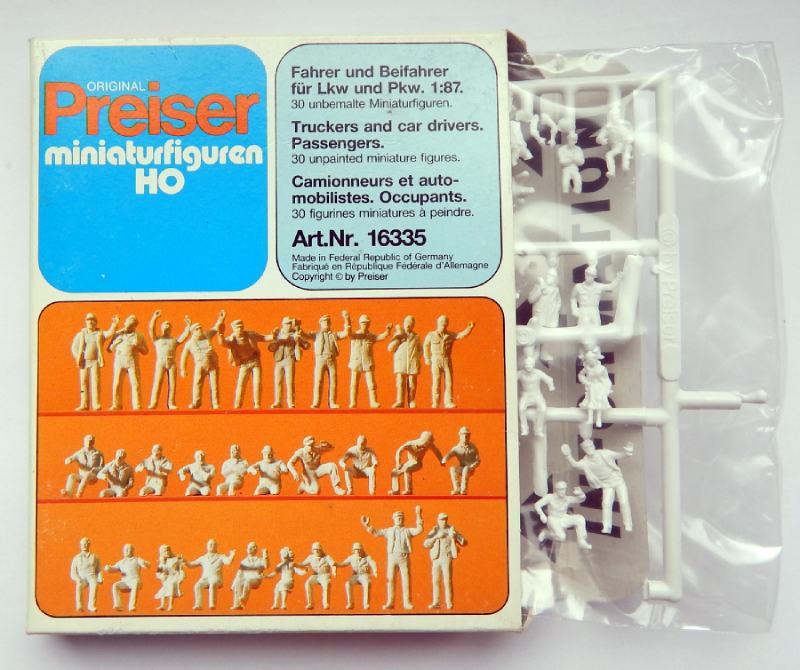 ORIGINAL
Preiser
miniaturfiguren
HO
Fahrer und Beifahrer
für Lkw und Pkw. 1:87.
30 unbemalte Miniaturfiguren.
Truckers and car drivers.
Passengers.
30 unpainted miniature figures.
Camionneurs et auto-
mobilistes. Occupants.
30 figurines miniatures à peindre.
Art.Nr. 16335
Made in Federal Republic of Germany
Fabriqué en République Fédérale d'Allemagne
Copyright © by Preiser
© by Preiser